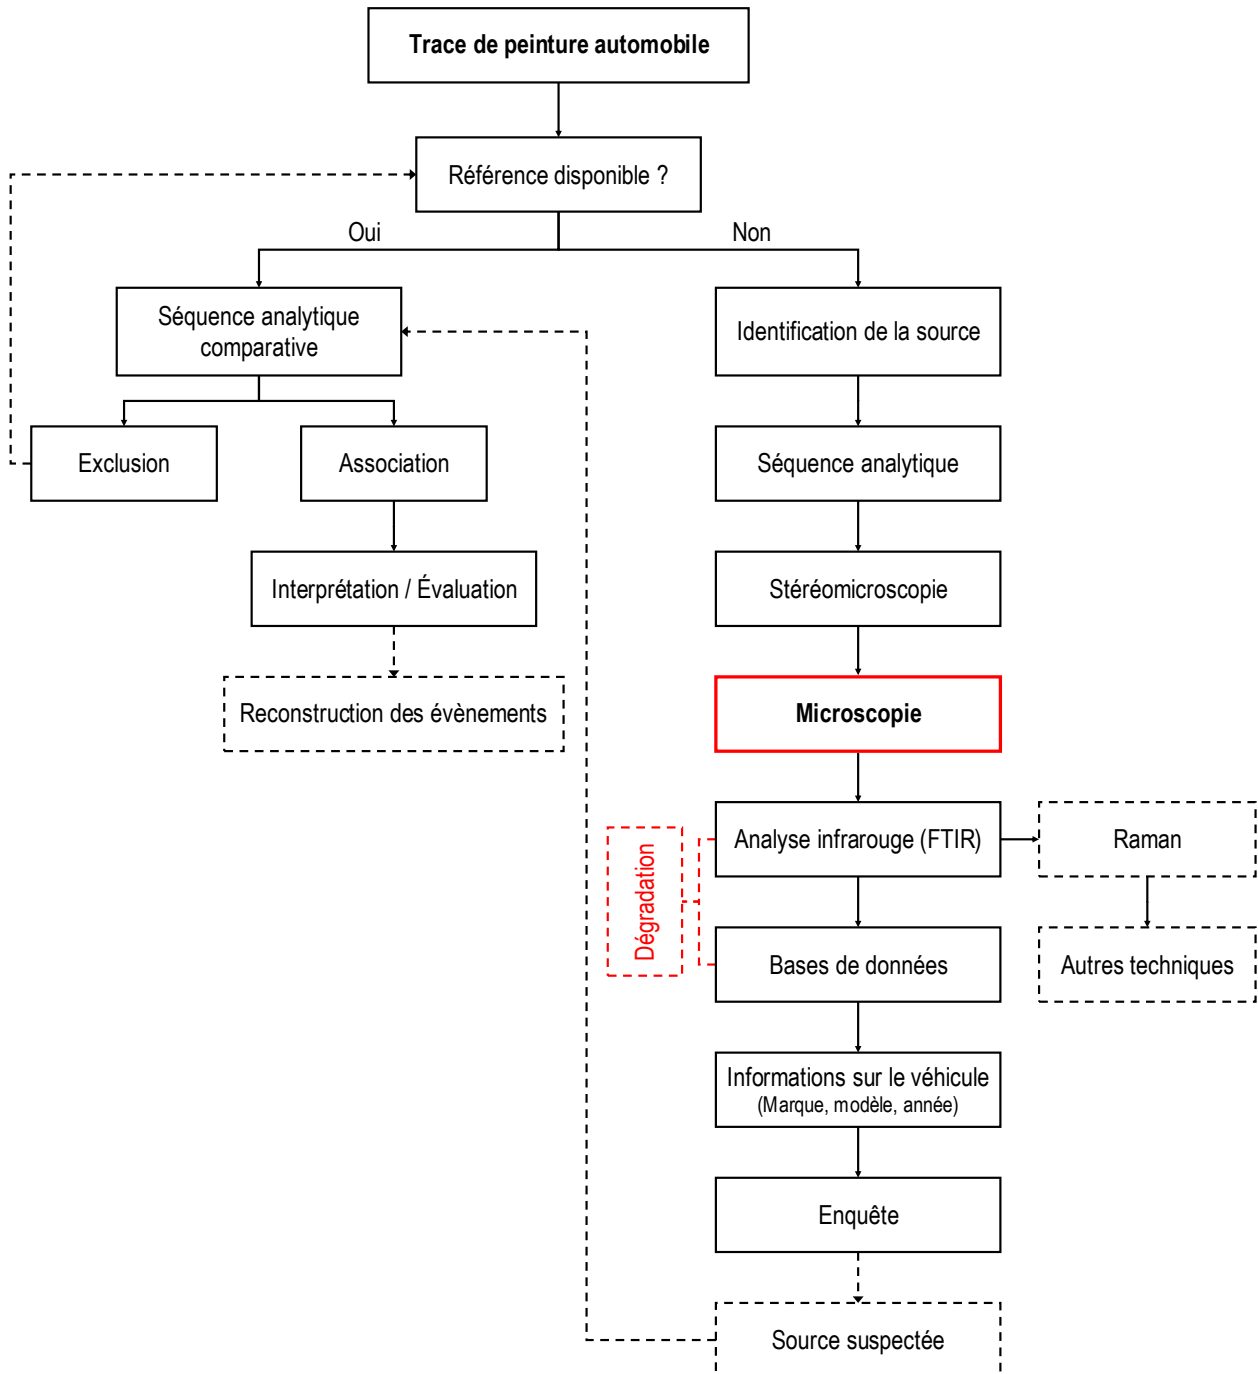 Trace de peinture automobile
Référence disponible ?
Oui
Non
Séquence analytique
comparative
Identification de la source
Exclusion
Association
Séquence analytique
Interprétation / Évaluation
Stéréomicroscopie
Reconstruction des évènements
Microscopie
Dégradation
Analyse infrarouge (FTIR)
Raman
Bases de données
Autres techniques
Informations sur le véhicule
(Marque, modèle, année)
Enquête
Source suspectée